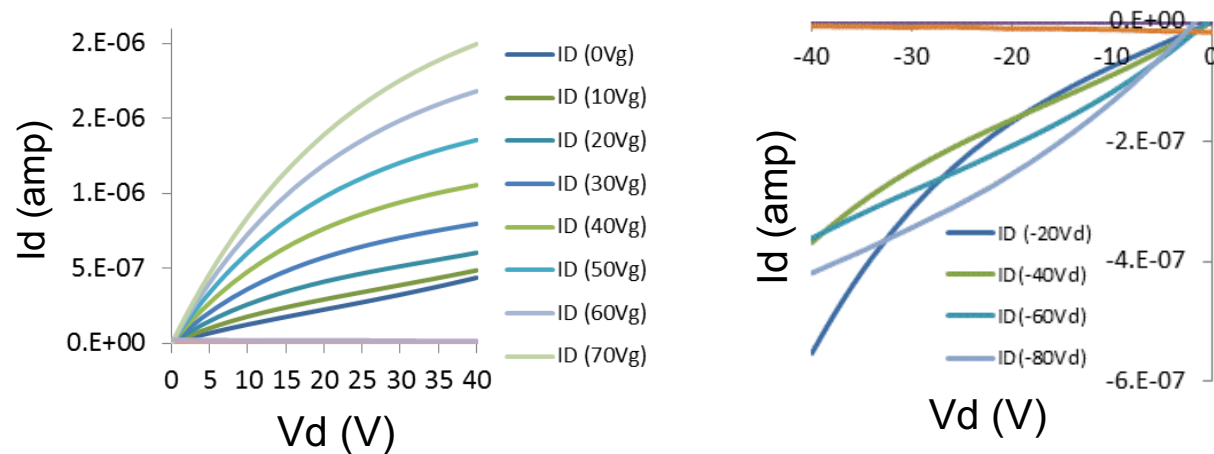 2.E-06
2.E-06
1.E-06
5.E-07
0.E+00
Id (amp)
0 5 10 15 20 25 30 35 40
Vd (V)
ID (0Vg)
ID (10Vg)
ID (20Vg)
ID (30Vg)
ID (40Vg)
ID (50Vg)
ID (60Vg)
ID (70Vg)
0.E+00
-40 -30 -20 -10 0
-2.E-07
-4.E-07
-6.E-07
Id (amp)
ID (-20Vd)
ID(-40Vd)
ID(-60Vd)
ID(-80Vd)
Vd (V)